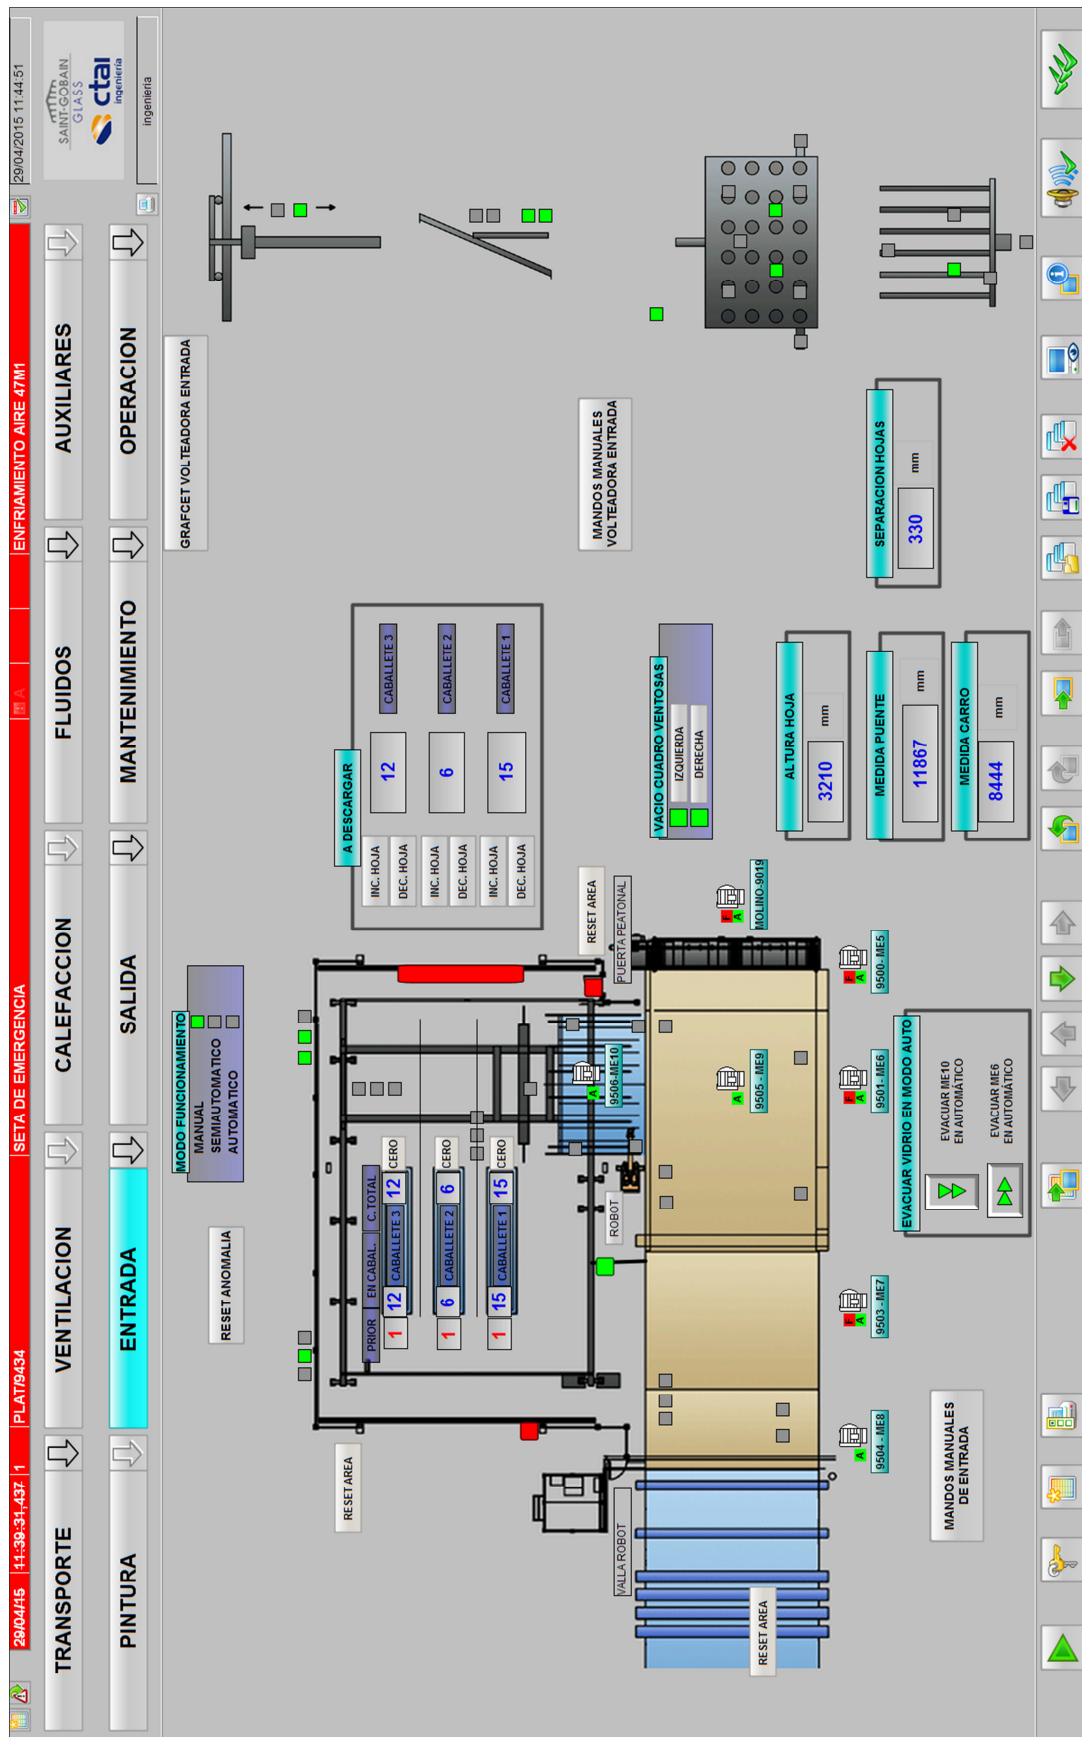 29/04/15 11:39:31,437 1 PLAT/9434 SETA DE EMERGENCIA A ENFRIAMIENTO AIRE 47M1
29/04/2015 11:44:51
TRANSPORTE
VENTILACION
CALEFACCION
FLUIDOS
AUXILIARES
SAINT-GOBAIN
GLASS
ctai
ingeniería
PINTURA
ENTRADA
SALIDA
MANTENIMIENTO
OPERACION
ingenieria
MODO FUNCIONAMIENTO
MANUAL
SEMIAUTOMATICO
AUTOMATICO
GRAFCET VOLTEADORA ENTRADA
RESET ANOMALIA
RESET AREA
PRIOR EN CABAL. C.TOTAL
1 12 CABALLETE 3 12 CERO
1 6 CABALLETE 2 6 CERO
1 15 CABALLETE 1 15 CERO
A DESCARGAR
INC. HOJA
DEC. HOJA
12
CABALLETE 3
INC. HOJA
DEC. HOJA
6
CABALLETE 2
INC. HOJA
DEC. HOJA
15
CABALLETE 1
RESET AREA
PUERTA PEATONAL
VALLA ROBOT
ROBOT
A
9506-ME10
MANDOS MANUALES
VOLTEADORA ENTRADA
VACIO CUADRO VENTOSAS
IZQUIERDA
DERECHA
RESET AREA
A
9505 - ME9
F
A
MOLINO-9019
ALTURA HOJA
3210 mm
A
9504 - ME8
F
A
9503 - ME7
F
A
9501- ME6
F
A
9500- ME5
MEDIDA PUENTE
11867 mm
SEPARACION HOJAS
330 mm
MEDIDA CARRO
8444 mm
MANDOS MANUALES
DE ENTRADA
EVACUAR VIDRIO EN MODO AUTO
EVACUAR ME10
EN AUTOMÁTICO
EVACUAR ME6
EN AUTOMÁTICO